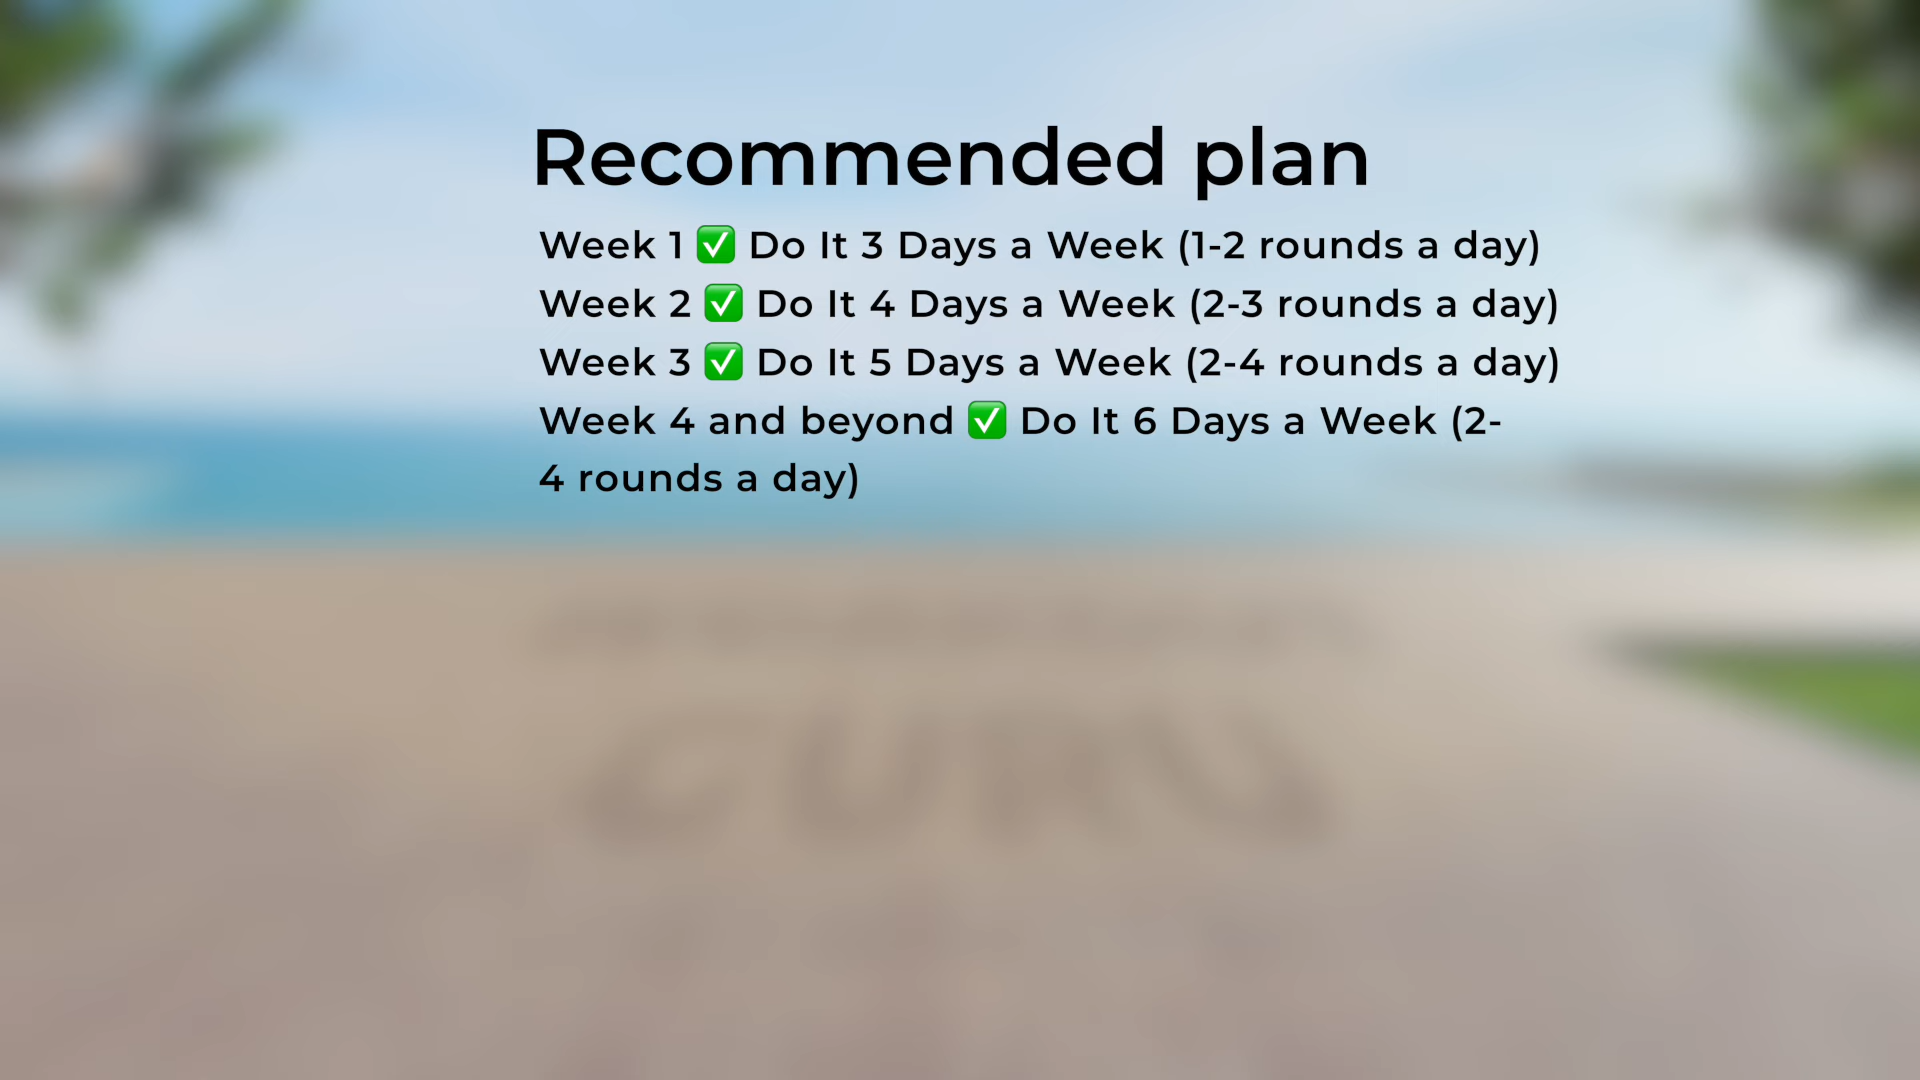 Recommended plan
Week 1 ✅ Do It 3 Days a Week (1-2 rounds a day)
Week 2 ✅ Do It 4 Days a Week (2-3 rounds a day)
Week 3 ✅ Do It 5 Days a Week (2-4 rounds a day)
Week 4 and beyond ✅ Do It 6 Days a Week (2-
4 rounds a day)